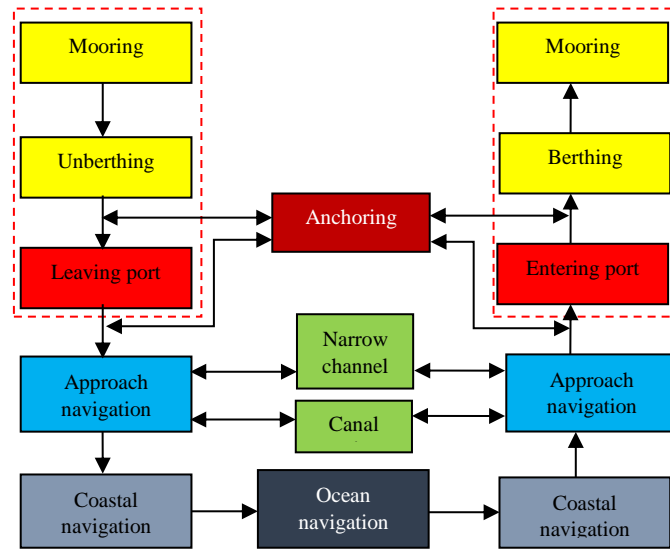 Mooring
Mooring
Unberthing
Berthing
Anchoring
Leaving port
Entering port
Narrow
channel
Approach
navigation
Approach
navigation
Canal
Coastal
navigation
Ocean
navigation
Coastal
navigation